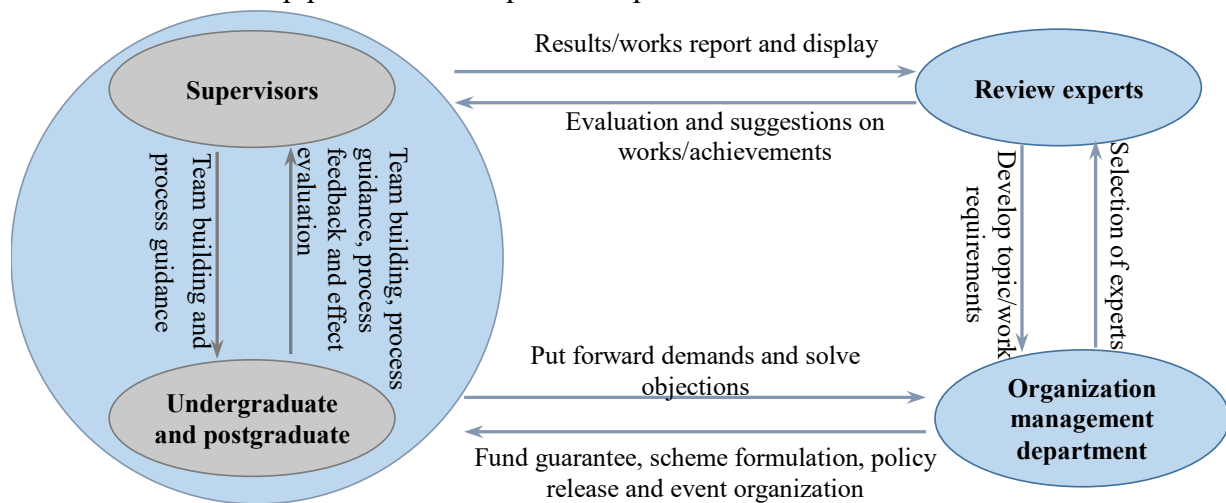 Results/works report and display
Supervisors
Review experts
Evaluation and suggestions on
works/achievements
Team building and
process guidance
Team building, process
guidance, process
feedback and effect
evaluation
Develop topic/work
requirements
Selection of experts
Put forward demands and solve
objections
Undergraduate
and postgraduate
Organization
management
department
Fund guarantee, scheme formulation, policy
release and event organization